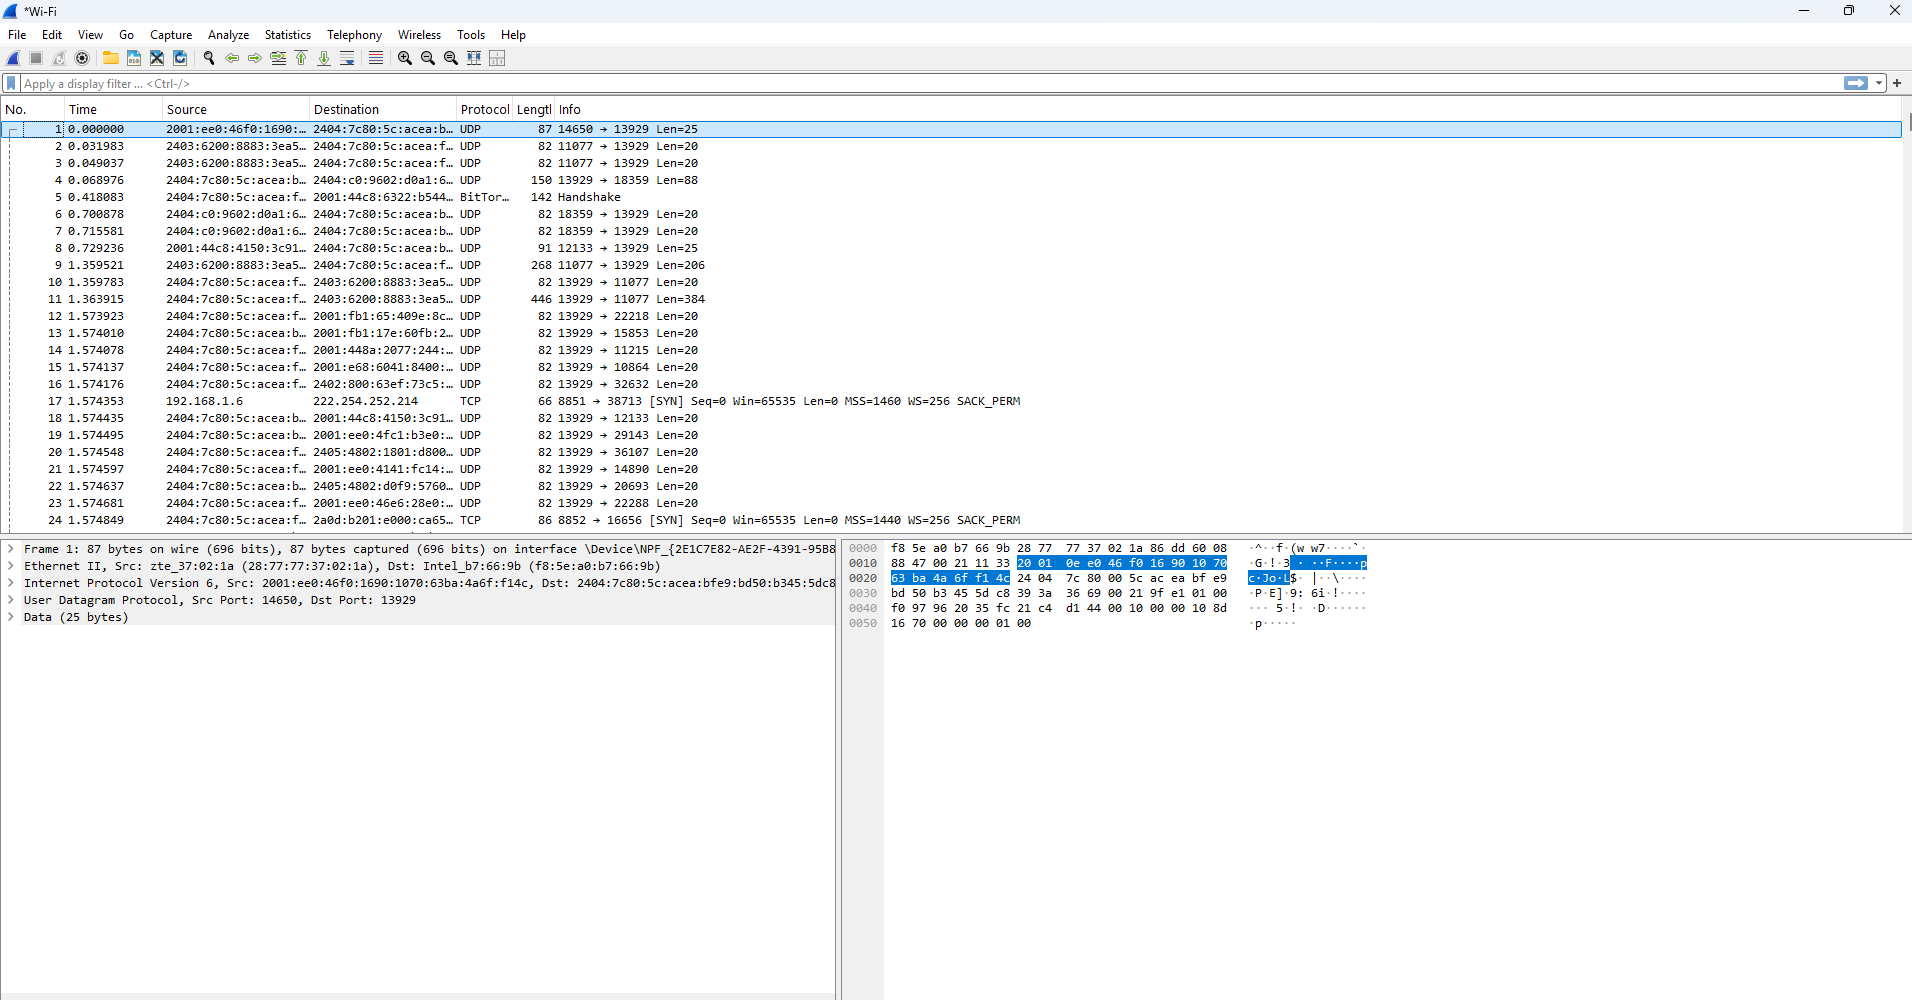 *Wi-Fi
File Edit View Go Capture Analyze Statistics Telephony Wireless Tools Help
Apply a display filter ... <Ctrl-/>
No. Time Source Destination Protocol Lengtl Info
1 0.000000 2001:ee0:46f0:1690:… 2404:7c80:5c:acea:b… UDP 87 14650 → 13929 Len=25
2 0.031983 2403:6200:8883:3ea5… 2404:7c80:5c:acea:f… UDP 82 11077 → 13929 Len=20
3 0.049037 2403:6200:8883:3ea5… 2404:7c80:5c:acea:f… UDP 82 11077 → 13929 Len=20
4 0.068976 2404:7c80:5c:acea:b… 2404:c0:9602:d0a1:6… UDP 150 13929 → 18359 Len=88
5 0.418083 2404:7c80:5c:acea:f… 2001:44c8:6322:b544… BitTor… 142 Handshake
6 0.700878 2404:c0:9602:d0a1:6… 2404:7c80:5c:acea:b… UDP 82 18359 → 13929 Len=20
7 0.715581 2404:c0:9602:d0a1:6… 2404:7c80:5c:acea:b… UDP 82 18359 → 13929 Len=20
8 0.729236 2001:44c8:4150:3c91… 2404:7c80:5c:acea:b… UDP 91 12133 → 13929 Len=25
9 1.359521 2403:6200:8883:3ea5… 2404:7c80:5c:acea:f… UDP 268 11077 → 13929 Len=206
10 1.359783 2404:7c80:5c:acea:f… 2403:6200:8883:3ea5… UDP 82 13929 → 11077 Len=20
11 1.363915 2404:7c80:5c:acea:f… 2403:6200:8883:3ea5… UDP 446 13929 → 11077 Len=384
12 1.573923 2404:7c80:5c:acea:f… 2001:fb1:65:409e:8c… UDP 82 13929 → 22218 Len=20
13 1.574010 2404:7c80:5c:acea:b… 2001:fb1:17e:60fb:2… UDP 82 13929 → 15853 Len=20
14 1.574078 2404:7c80:5c:acea:f… 2001:448a:2077:244:… UDP 82 13929 → 11215 Len=20
15 1.574137 2404:7c80:5c:acea:f… 2001:e68:6041:8400:… UDP 82 13929 → 10864 Len=20
16 1.574176 2404:7c80:5c:acea:f… 2402:800:63ef:73c5:… UDP 82 13929 → 32632 Len=20
17 1.574353 192.168.1.6 222.254.252.214 TCP 66 8851 → 38713 [SYN] Seq=0 Win=65535 Len=0 MSS=1460 WS=256 SACK_PERM
18 1.574435 2404:7c80:5c:acea:b… 2001:44c8:4150:3c91… UDP 82 13929 → 12133 Len=20
19 1.574495 2404:7c80:5c:acea:b… 2001:ee0:4fc1:b3e0:… UDP 82 13929 → 29143 Len=20
20 1.574548 2404:7c80:5c:acea:f… 2405:4802:1801:d800… UDP 82 13929 → 36107 Len=20
21 1.574597 2404:7c80:5c:acea:f… 2001:ee0:4141:fc14:… UDP 82 13929 → 14890 Len=20
22 1.574637 2404:7c80:5c:acea:b… 2405:4802:d0f9:5760… UDP 82 13929 → 20693 Len=20
23 1.574681 2404:7c80:5c:acea:f… 2001:ee0:46e6:28e0:… UDP 82 13929 → 22288 Len=20
24 1.574849 2404:7c80:5c:acea:f… 2a0d:b201:e000:ca65… TCP 86 8852 → 16656 [SYN] Seq=0 Win=65535 Len=0 MSS=1440 WS=256 SACK_PERM
Frame 1: 87 bytes on wire (696 bits), 87 bytes captured (696 bits) on interface \Device\NPF_{2E1C7E82-AE2F-4391-95B8
Ethernet II, Src: zte_37:02:1a (28:77:77:37:02:1a), Dst: Intel_b7:66:9b (f8:5e:a0:b7:66:9b)
Internet Protocol Version 6, Src: 2001:ee0:46f0:1690:1070:63ba:4a6f:f14c, Dst: 2404:7c80:5c:acea:bfe9:bd50:b345:5dc8
User Datagram Protocol, Src Port: 14650, Dst Port: 13929
Data (25 bytes)
0000 f8 5e a0 b7 66 9b 28 77 77 37 02 1a 86 dd 60 08 ·^··f·(w w7····`·
0010 88 47 00 21 11 33 20 01 0e e0 46 f0 16 90 10 70 ·G·!·3 · ··F····p
0020 63 ba 4a 6f f1 4c 24 04 7c 80 00 5c ac ea bf e9 c·Jo·L$· |··\····
0030 bd 50 b3 45 5d c8 39 3a 36 69 00 21 9f e1 01 00 ·P·E]·9: 6i·!····
0040 f0 97 96 20 35 fc 21 c4 d1 44 00 10 00 00 10 8d ··· 5·!· ·D······
0050 16 70 00 00 00 01 00 ·p·····